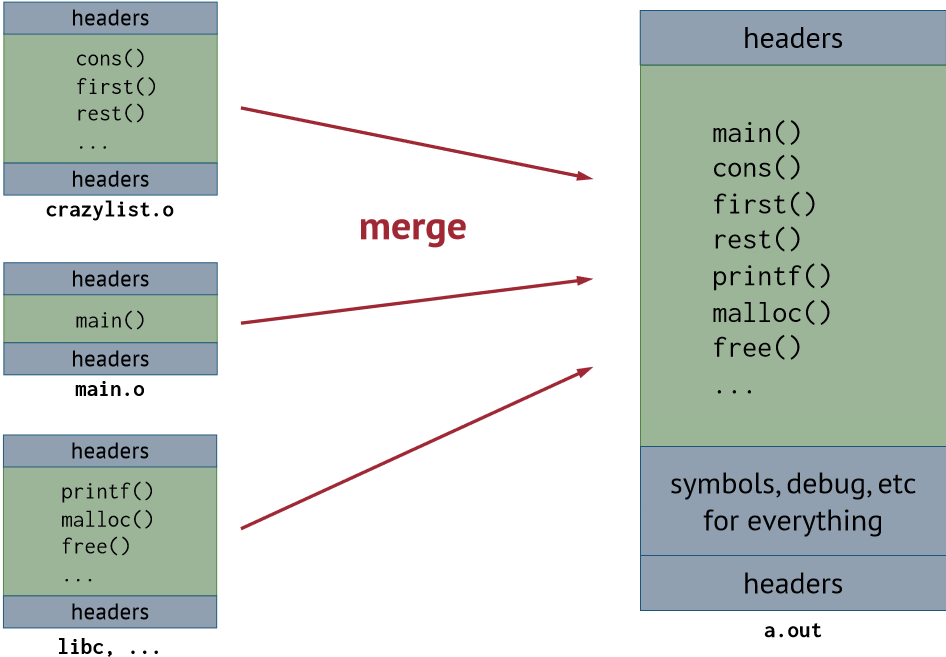 headers
cons()
first()
rest()
...
headers
crazylist.o
headers
main()
headers
main.o
headers
printf()
malloc()
free()
...
headers
libc, ...
merge
headers
main()
cons()
first()
rest()
printf()
malloc()
free()
...
symbols, debug, etc
for everything
headers
a.out